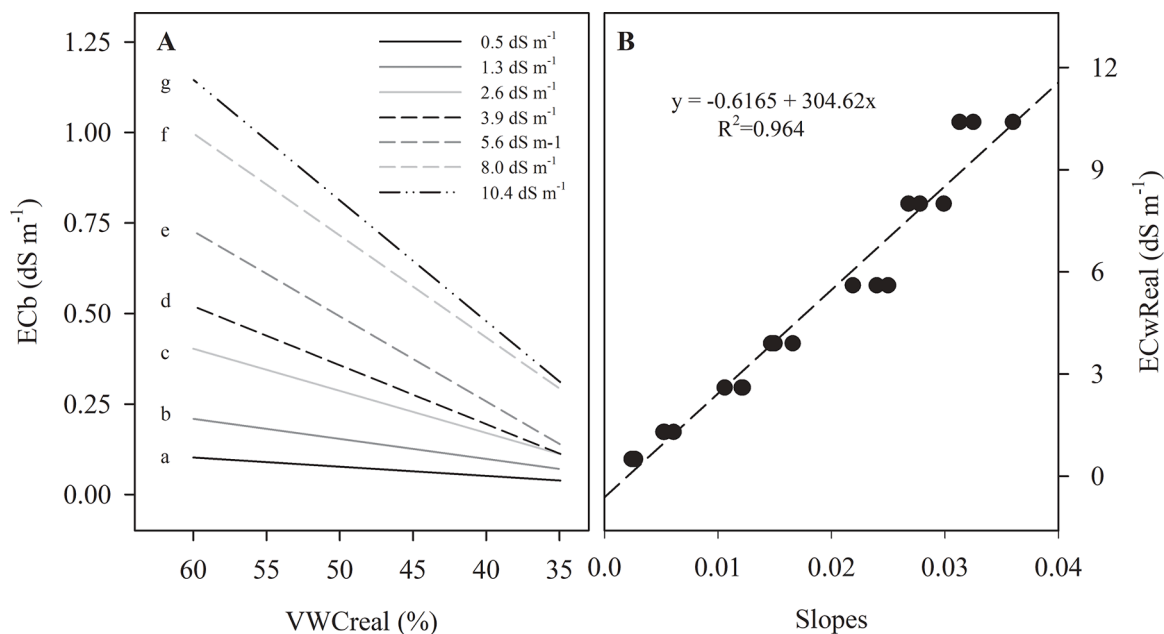 A
0.5 dS m⁻¹
1.3 dS m⁻¹
2.6 dS m⁻¹
3.9 dS m⁻¹
5.6 dS m-1
8.0 dS m⁻¹
10.4 dS m⁻¹
g
f
e
d
c
b
a
1.25
1.00
0.75
0.50
0.25
0.00
ECb (dS m⁻¹)
60 55 50 45 40 35
VWCreal (%)
B
y = -0.6165 + 304.62x
R²=0.964
12
9
6
3
0
ECwReal (dS m⁻¹)
0.0 0.01 0.02 0.03 0.04
Slopes